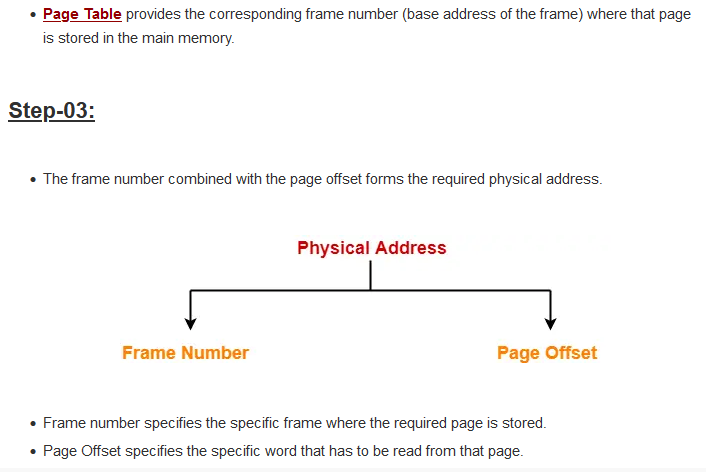 • Page Table provides the corresponding frame number (base address of the frame) where that page
is stored in the main memory.
Step-03:
• The frame number combined with the page offset forms the required physical address.
Physical Address
Frame Number
Page Offset
• Frame number specifies the specific frame where the required page is stored.
• Page Offset specifies the specific word that has to be read from that page.